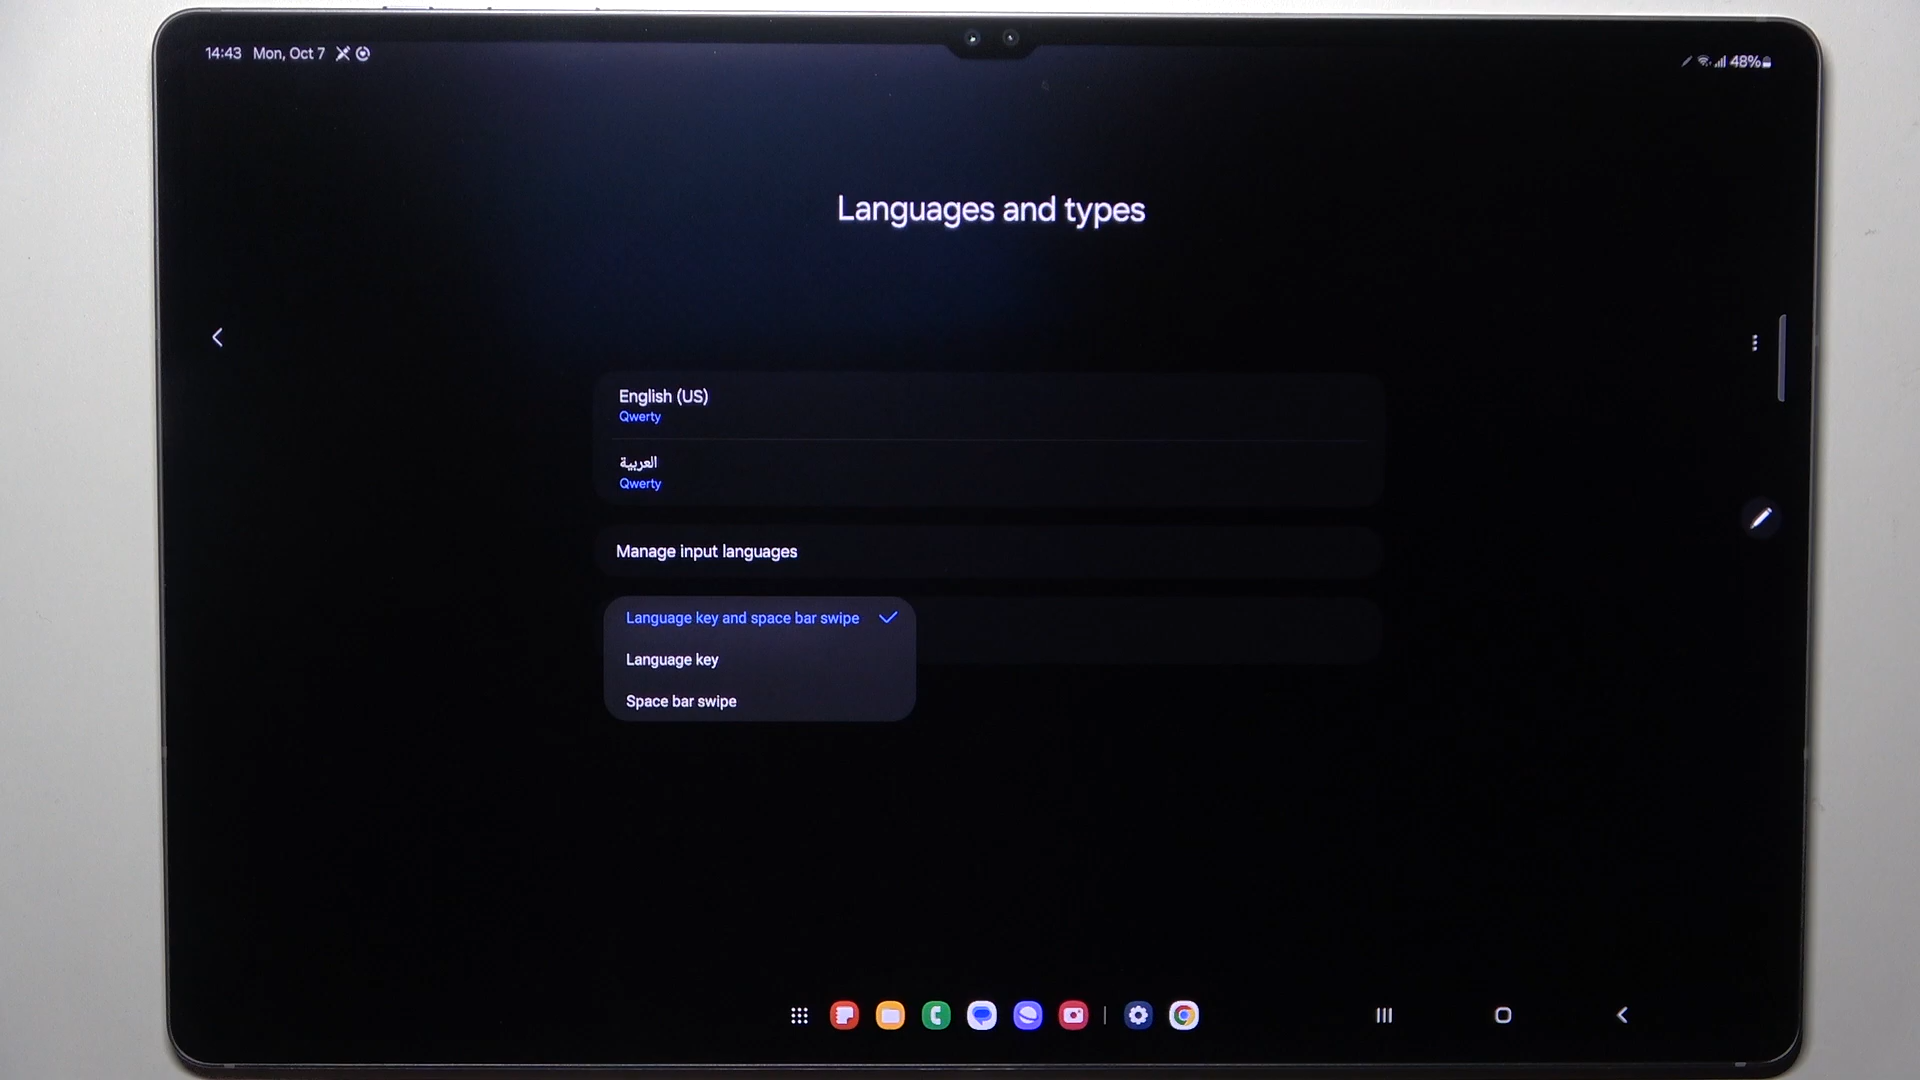 14:43 Mon, Oct 7
48%
Languages and types
English (US)
Qwerty
العربية
Qwerty
Manage input languages
Language key and space bar swipe
Language key
Space bar swipe